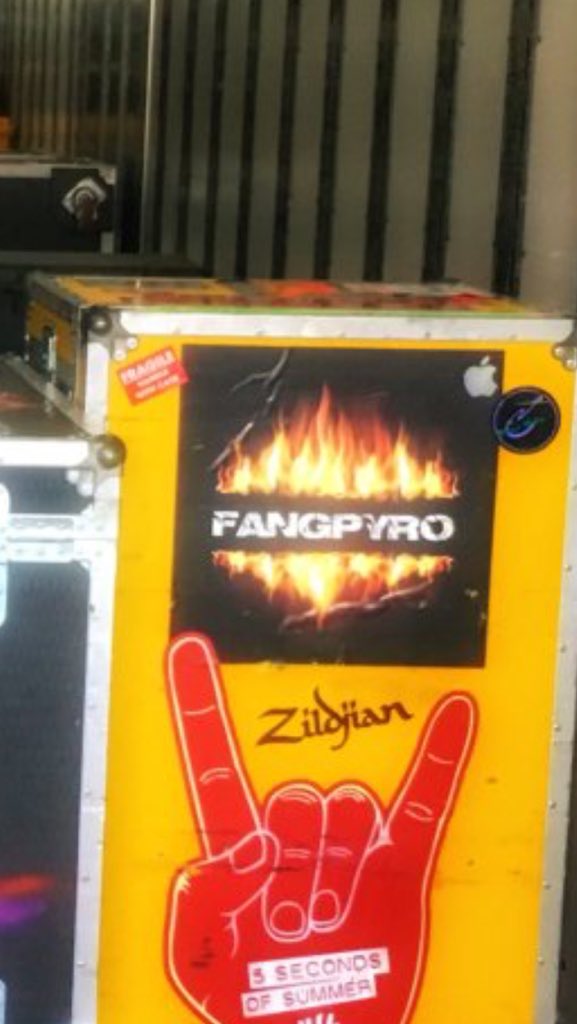 FRAGILE
FANGPYRO
Zildjian
5 SECONDS
OF SUMMER